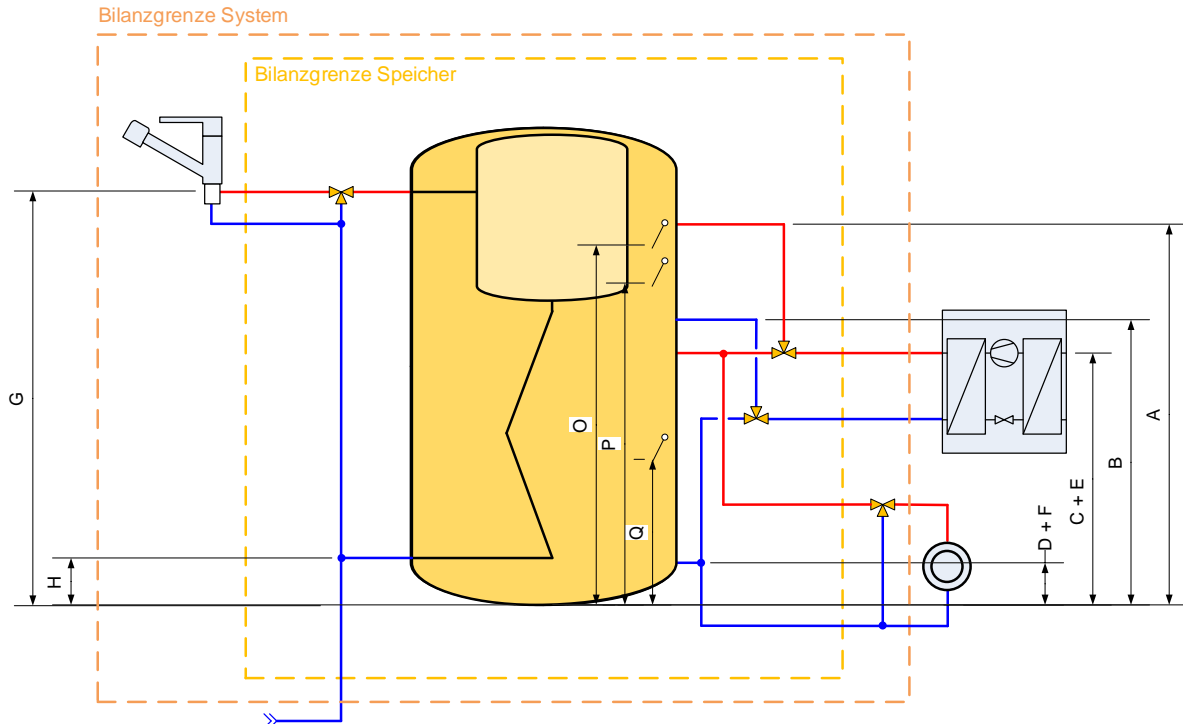 Bilanzgrenze System
Bilanzgrenze Speicher
G
H
O
P
Q
A
B
C + E
D + F